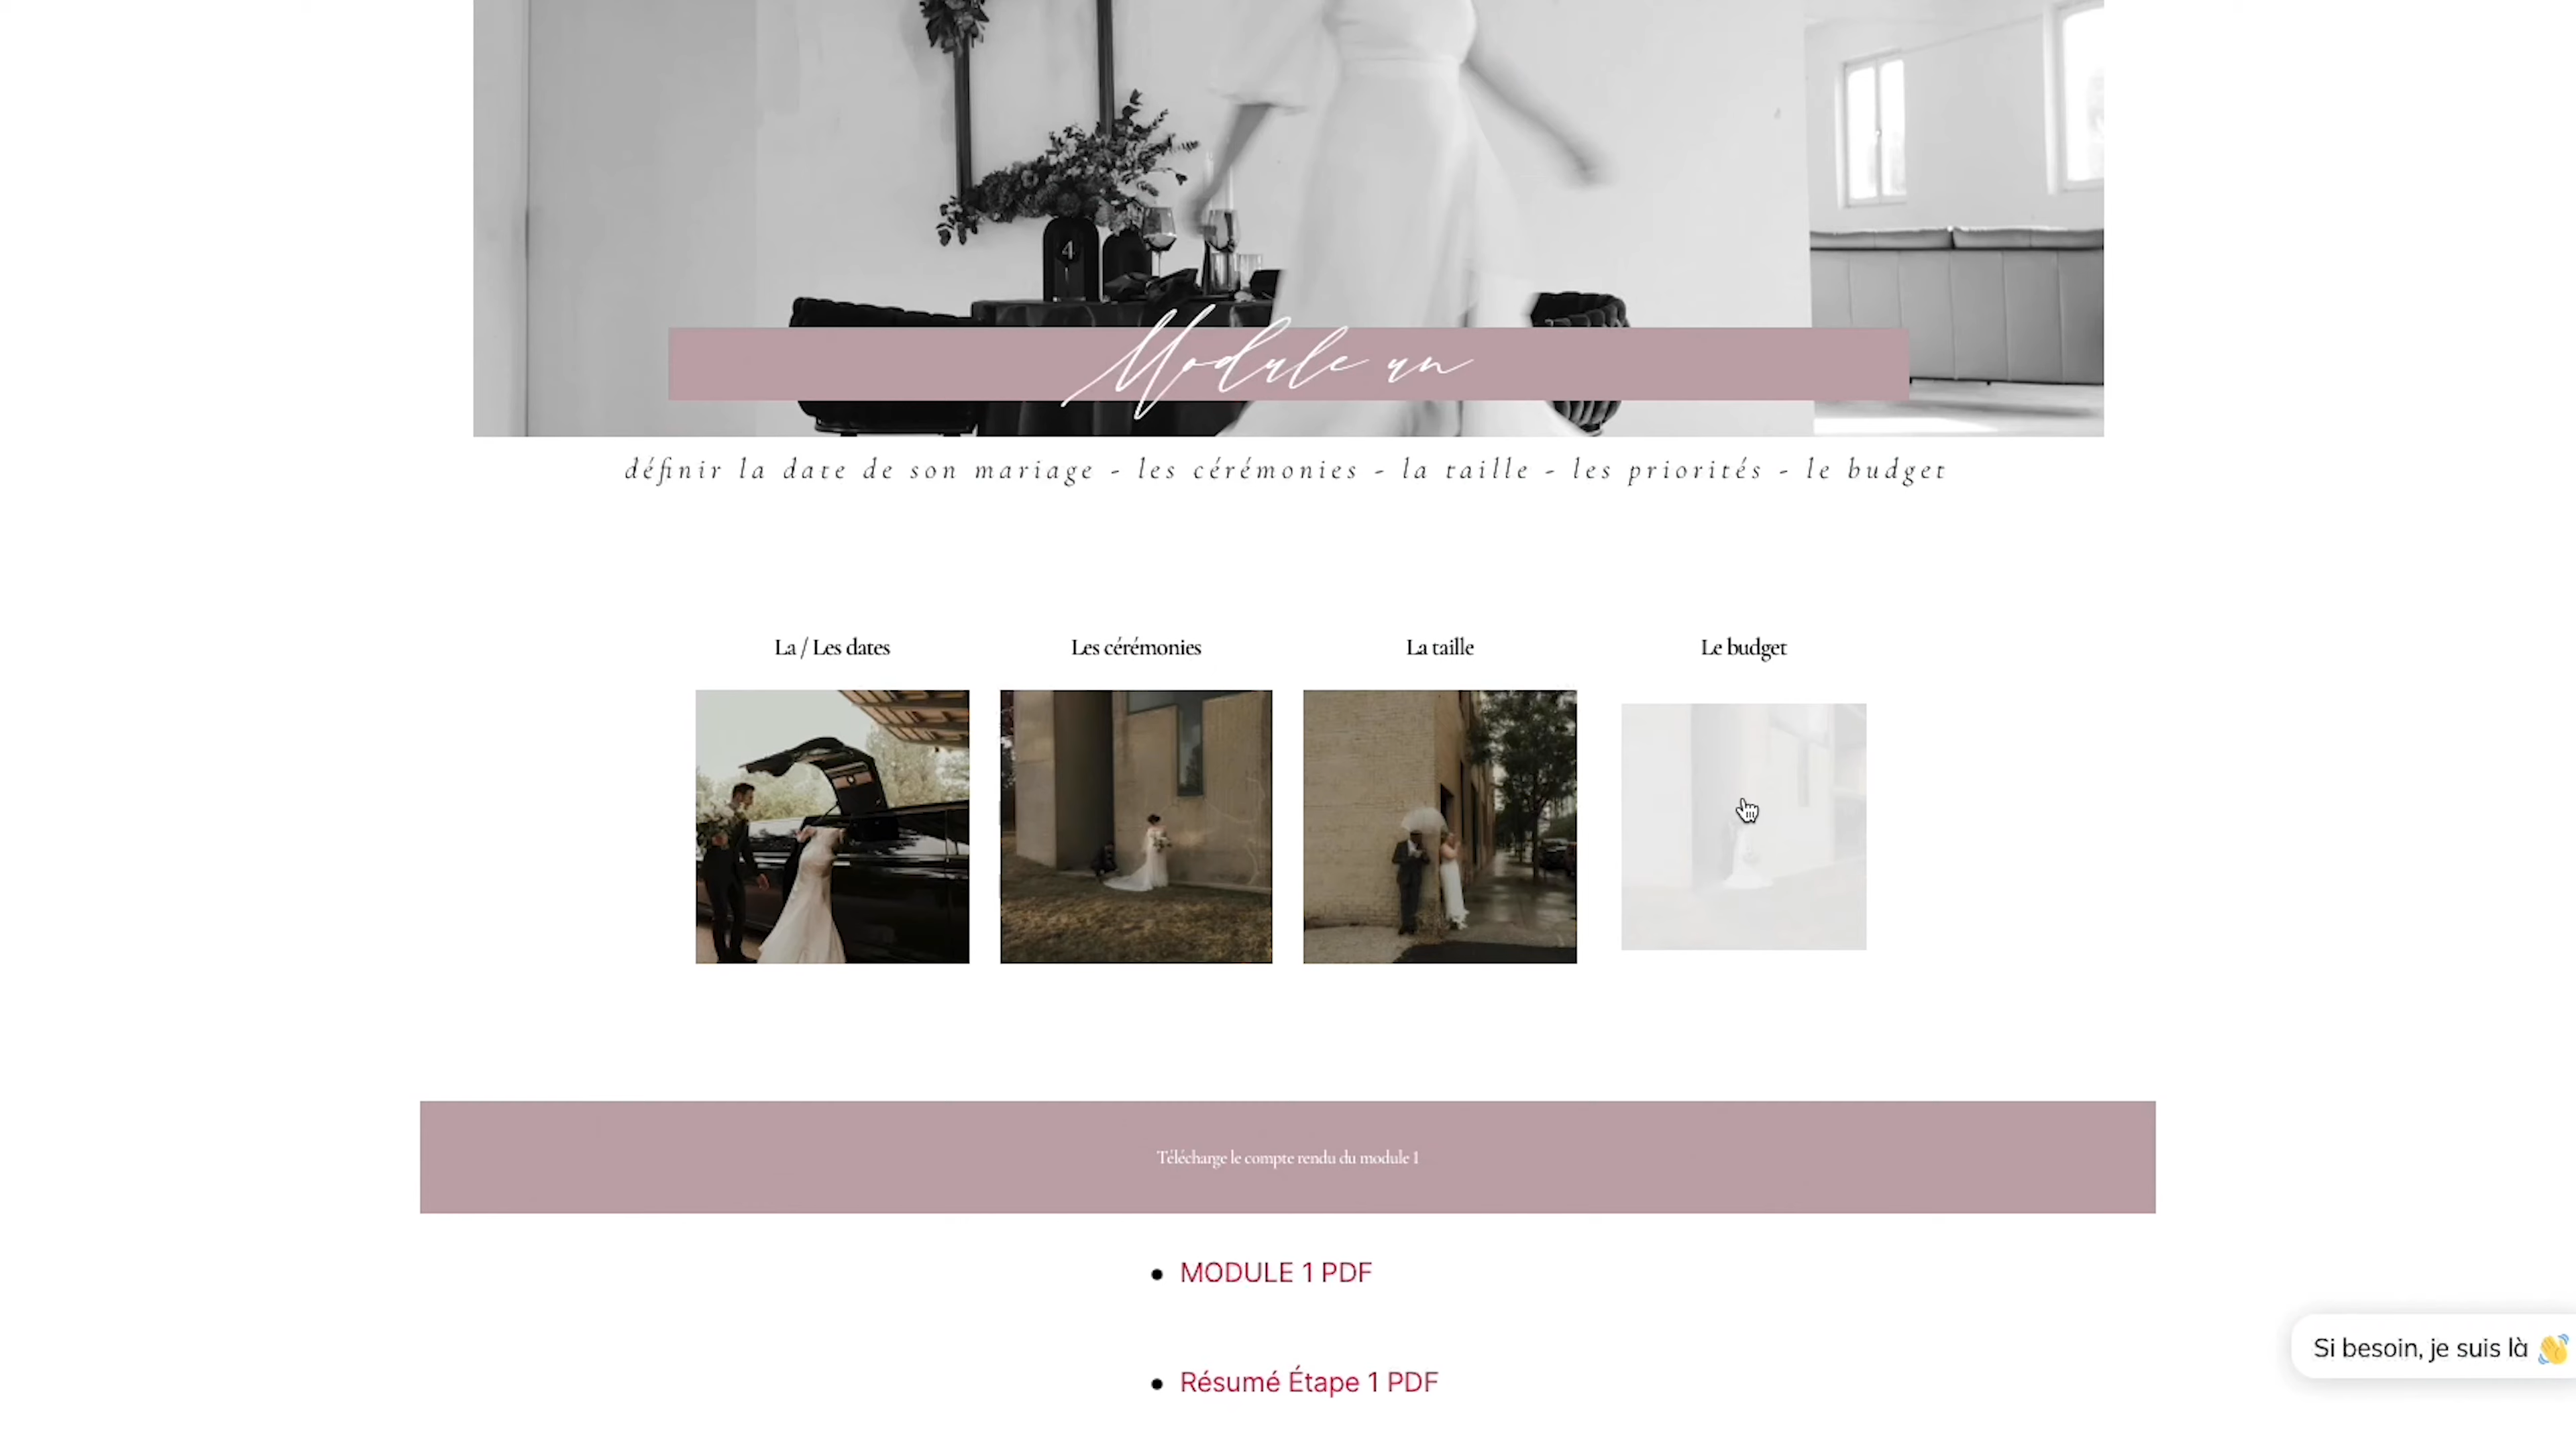 4
Module un
définir la date de son mariage - les cérémonies - la taille - les priorités - le budget
La / Les dates
Les cérémonies
La taille
Le budget
Télécharge le compte rendu du module 1
MODULE 1 PDF
Résumé Étape 1 PDF
Si besoin, je suis là 👋